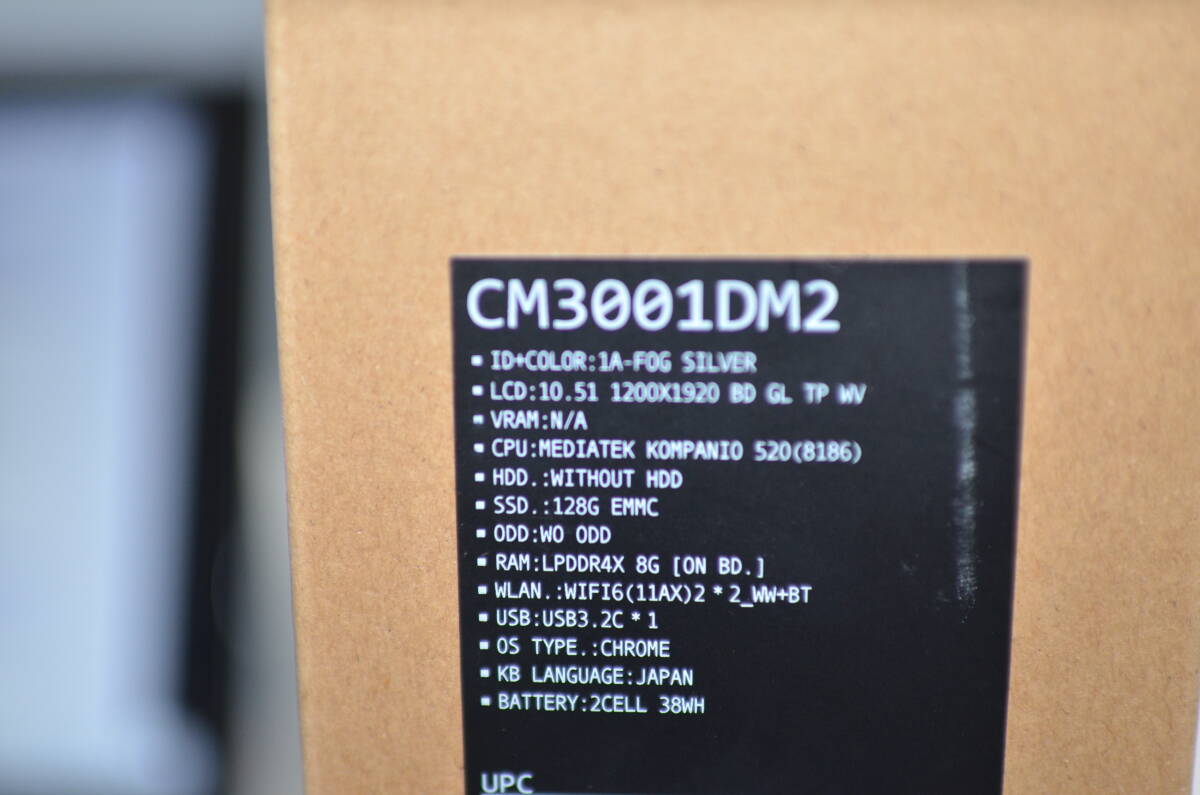 CM3001DM2
▪ ID+COLOR:1A-FOG SILVER
▪ LCD:10.51 1200X1920 BD GL TP WV
▪ VRAM:N/A
▪ CPU:MEDIATEK KOMPANIO 520(8186)
▪ HDD.:WITHOUT HDD
▪ SSD.:128G EMMC
▪ ODD:WO ODD
▪ RAM:LPDDR4X 8G [ON BD.]
▪ WLAN.:WIFI6(11AX)2*2_WW+BT
▪ USB:USB3.2C*1
▪ OS TYPE.:CHROME
▪ KB LANGUAGE:JAPAN
▪ BATTERY:2CELL 38WH
UPC